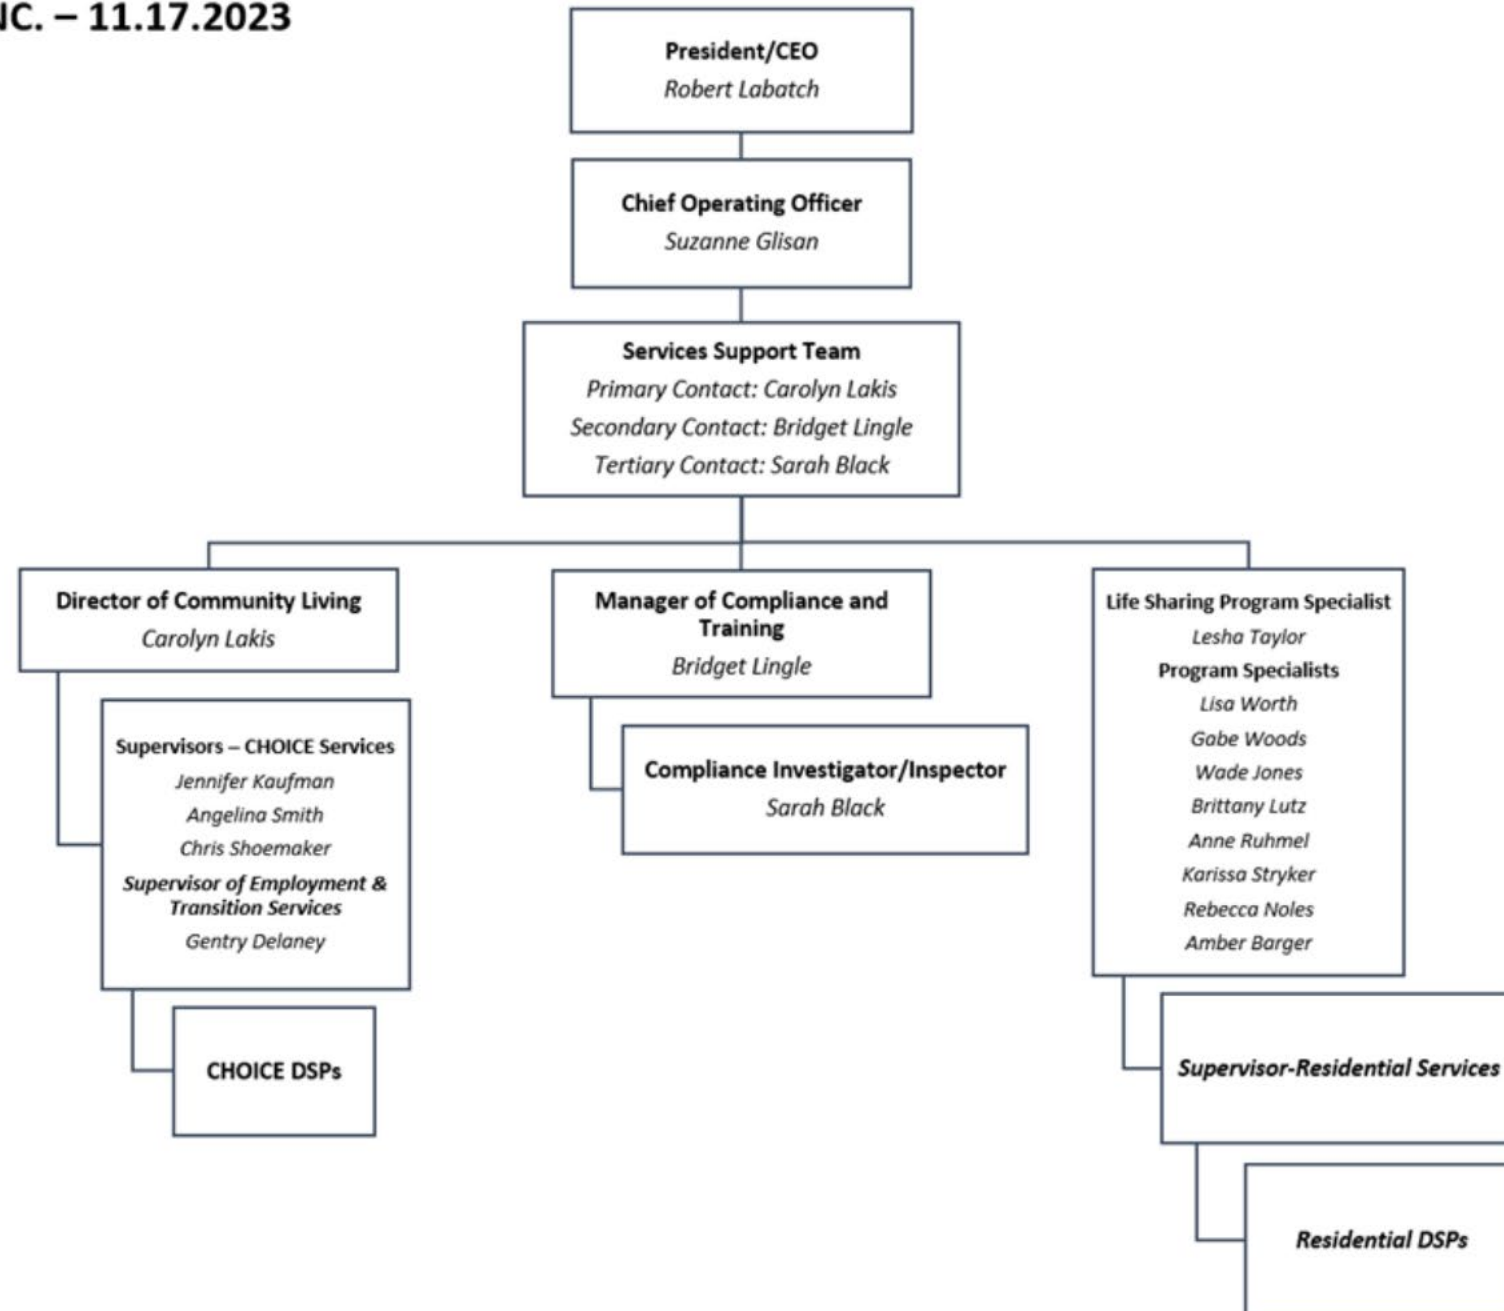 NC. – 11.17.2023
President/CEO
Robert Labatch
Chief Operating Officer
Suzanne Glisan
Services Support Team
Primary Contact: Carolyn Lakis
Secondary Contact: Bridget Lingle
Tertiary Contact: Sarah Black
Director of Community Living
Carolyn Lakis
Supervisors – CHOICE Services
Jennifer Kaufman
Angelina Smith
Chris Shoemaker
Supervisor of Employment &
Transition Services
Gentry Delaney
CHOICE DSPs
Manager of Compliance and
Training
Bridget Lingle
Compliance Investigator/Inspector
Sarah Black
Life Sharing Program Specialist
Lesha Taylor
Program Specialists
Lisa Worth
Gabe Woods
Wade Jones
Brittany Lutz
Anne Ruhmel
Karissa Stryker
Rebecca Noles
Amber Barger
Supervisor-Residential Services
Residential DSPs